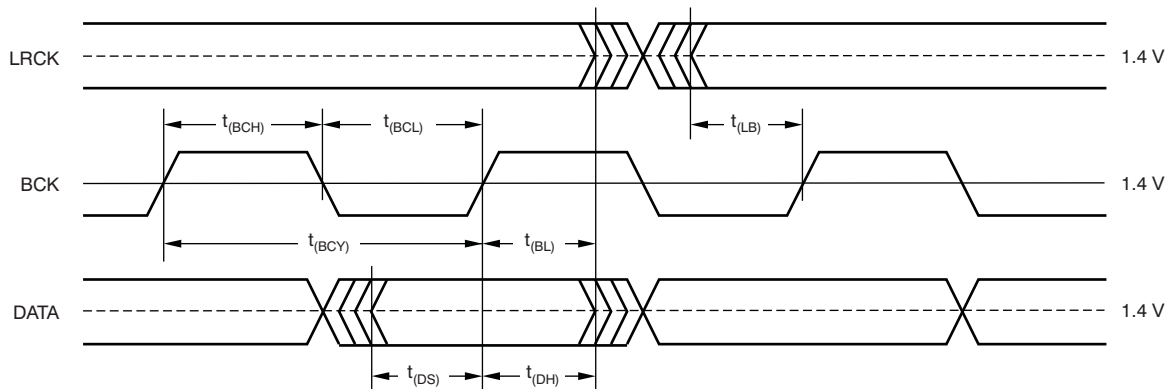 LRCK
1.4 V
t(BCH)
t(BCL)
t(LB)
BCK
1.4 V
t(BCY)
t(BL)
DATA
1.4 V
t(DS)
t(DH)